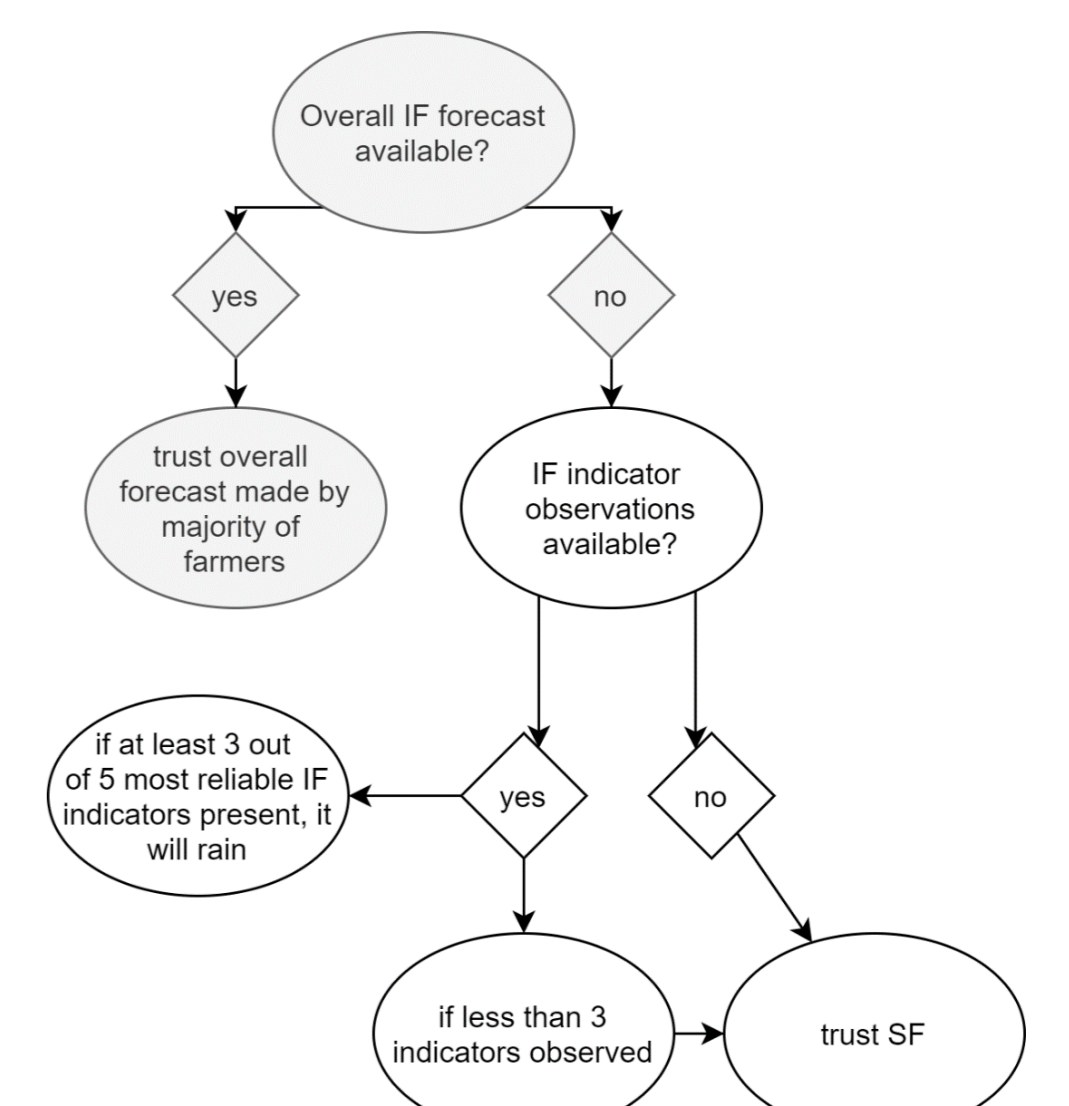 Overall IF forecast
available?
yes
no
trust overall
forecast made by
majority of
farmers
IF indicator
observations
available?
if at least 3 out
of 5 most reliable IF
indicators present, it
will rain
yes
no
if less than 3
indicators observed
trust SF